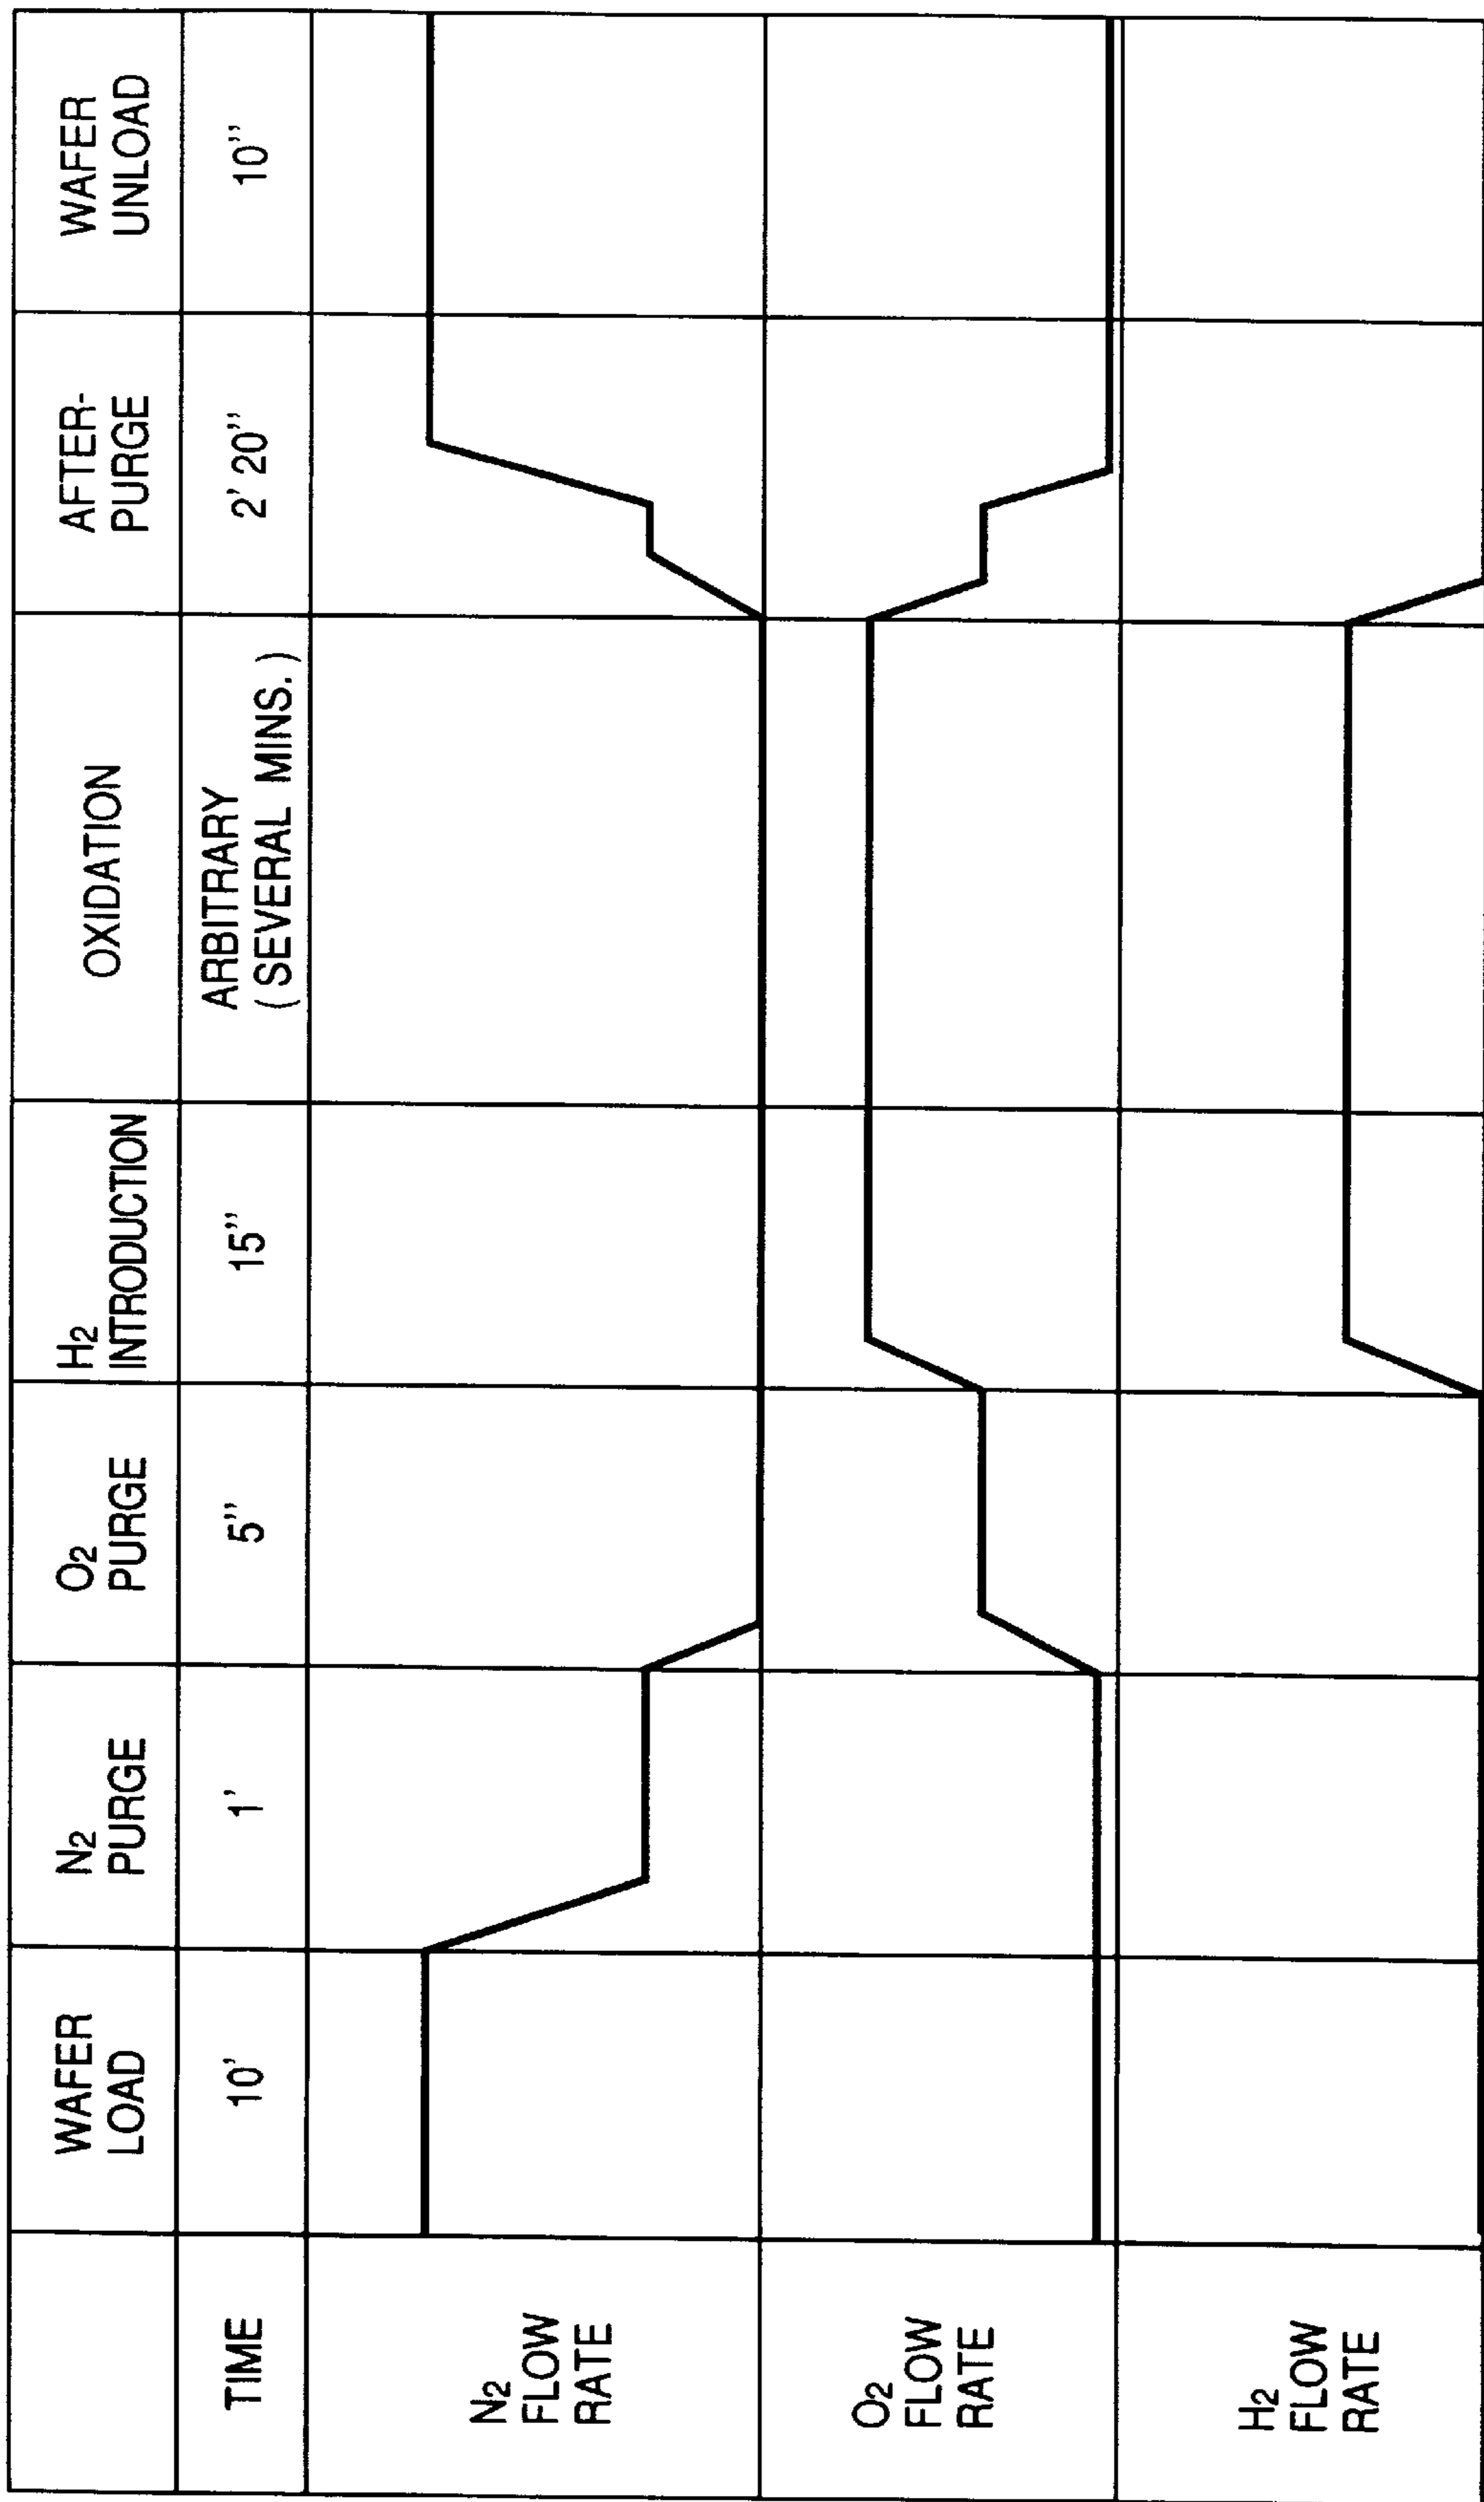 WAFER
LOAD
N2
PURGE
O2
PURGE
H2
INTRODUCTION
OXIDATION
AFTER-
PURGE
WAFER
UNLOAD
TIME
10'
1'
5''
15''
ARBITRARY
( SEVERAL MINS. )
2' 20''
10''
N2
FLOW
RATE
O2
FLOW
RATE
H2
FLOW
RATE